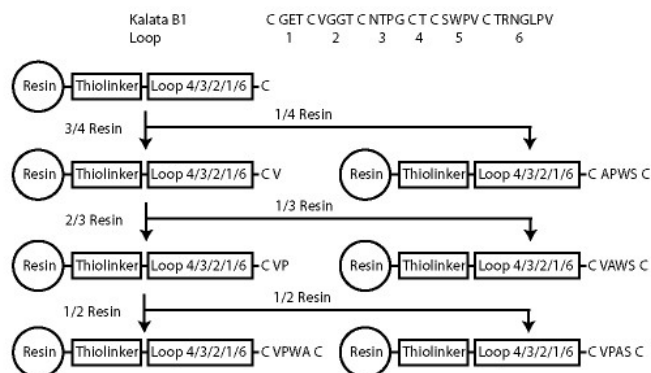 Kalata B1 C GET C VGGT C NTPG C T C SWPV C TRNGLPV
Loop 1 2 3 4 5 6
Resin Thiolinker Loop 4/3/2/1/6 C
3/4 Resin 1/4 Resin
Resin Thiolinker Loop 4/3/2/1/6 C V Resin Thiolinker Loop 4/3/2/1/6 C APWS C
2/3 Resin 1/3 Resin
Resin Thiolinker Loop 4/3/2/1/6 C VP Resin Thiolinker Loop 4/3/2/1/6 C VAWS C
1/2 Resin 1/2 Resin
Resin Thiolinker Loop 4/3/2/1/6 C VPWA C Resin Thiolinker Loop 4/3/2/1/6 C VPAS C